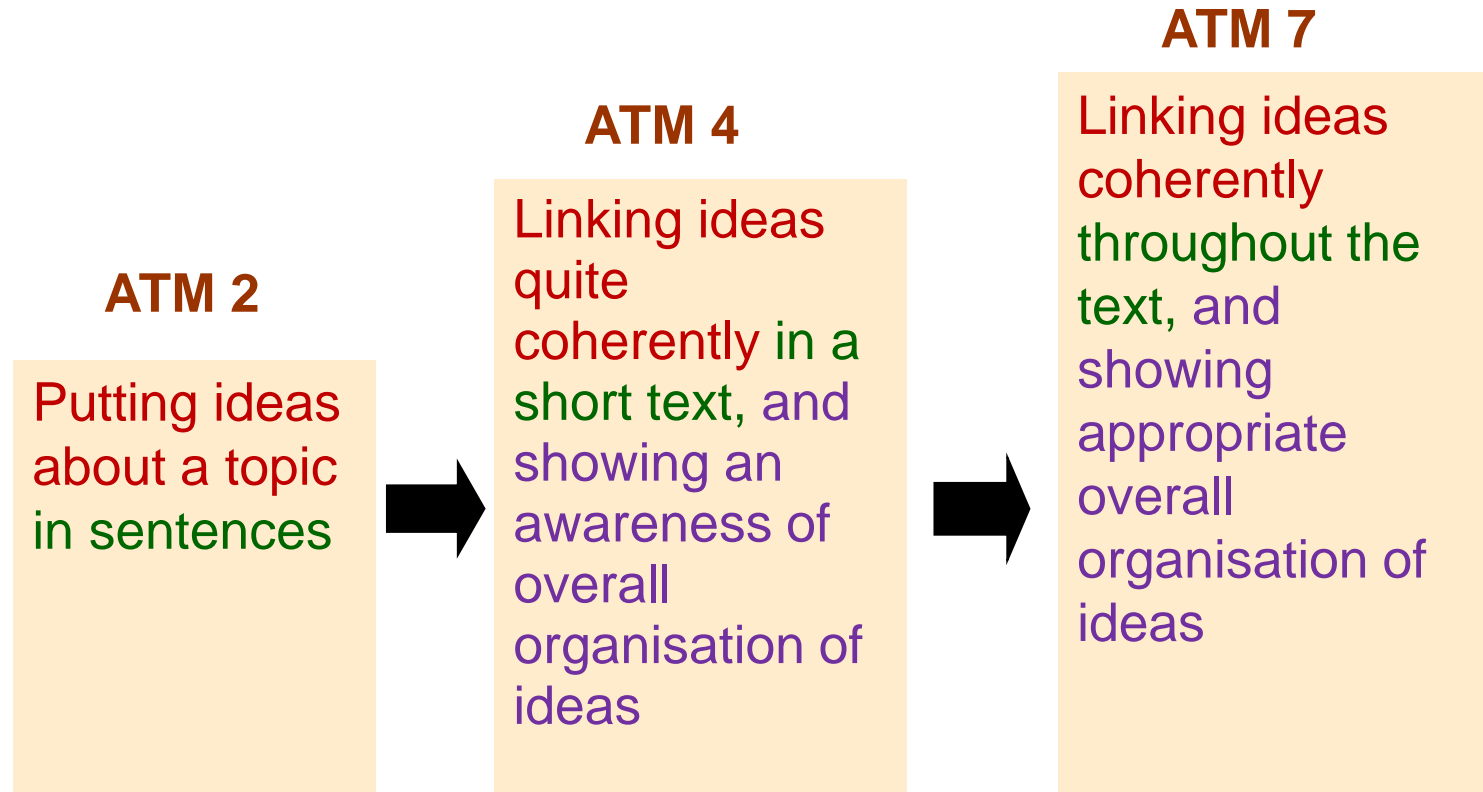 ATM 2
Putting ideas
about a topic
in sentences
ATM 4
Linking ideas
quite
coherently in a
short text, and
showing an
awareness of
overall
organisation of
ideas
ATM 7
Linking ideas
coherently
throughout the
text, and
showing
appropriate
overall
organisation of
ideas